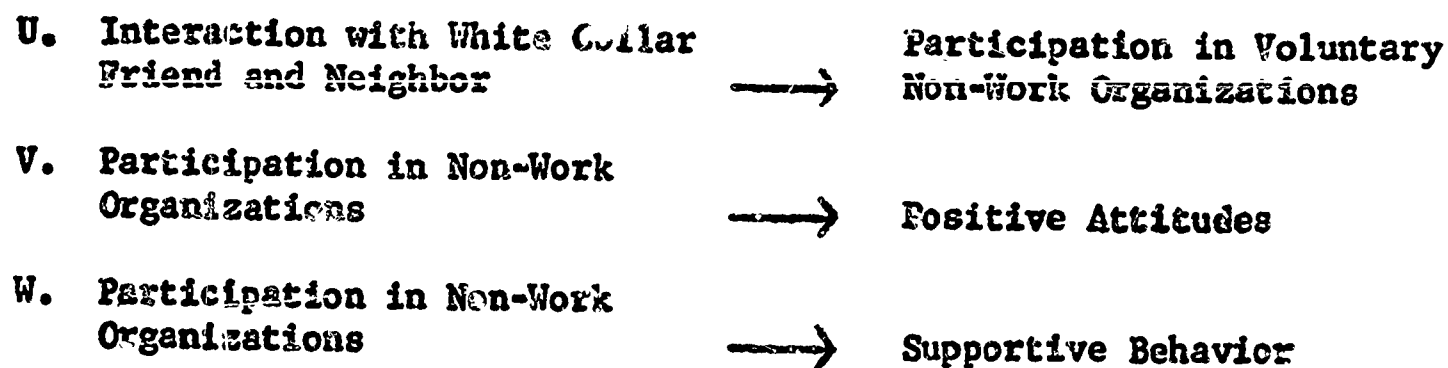 U. Interaction with White Collar
Friend and Neighbor
→ Participation in Voluntary
Non-Work Organizations
V. Participation in Non-Work
Organizations
→ Positive Attitudes
W. Participation in Non-Work
Organizations
→ Supportive Behavior